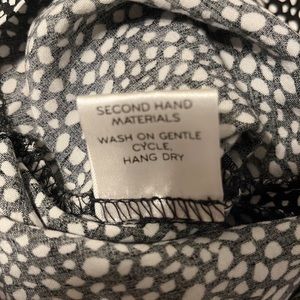 SECOND HAND
MATERIALS
WASH ON GENTLE
CYCLE,
HANG DRY